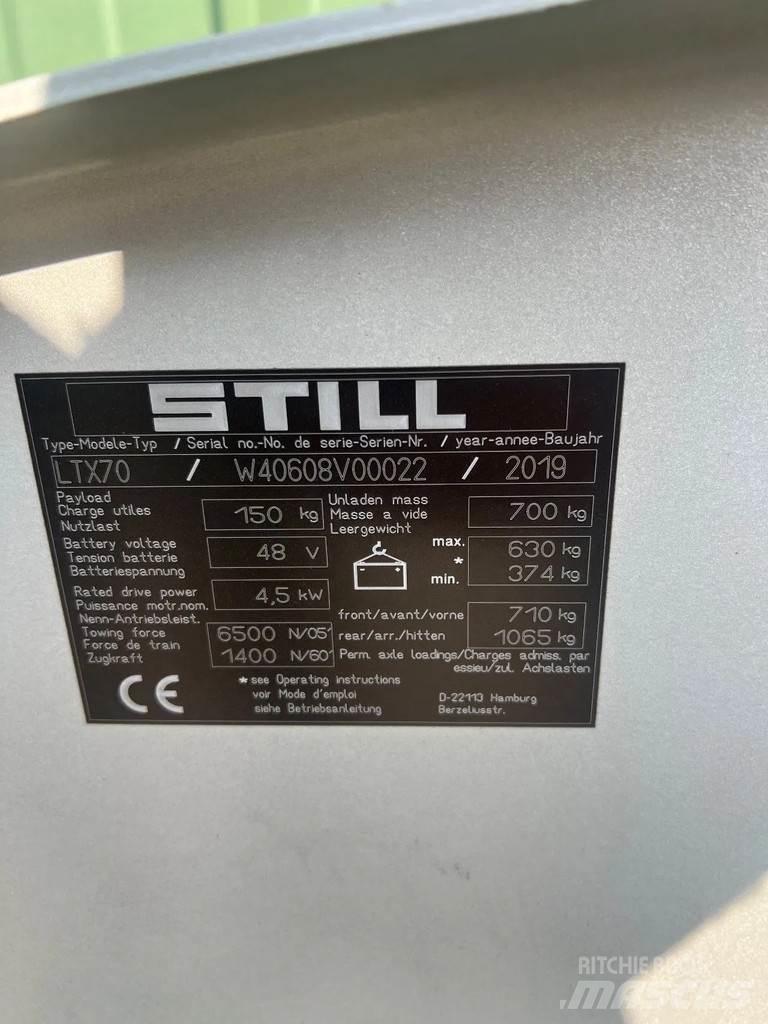 STILL
Type-Modele-Typ / Serial no.-No. de serie-Serien-Nr. / year-annee-Baujahr
LTX70 / W40608V00022 / 2019
Payload
Charge utiles
Nutzlast
150 kg
Unladen mass
Masse a vide
Leergewicht
700 kg
Battery voltage
Tension batterie
Batteriespannung
48 V
max. 630 kg
*
min. 374 kg
Rated drive power
Puissance motr.nom.
Nenn-Antriebsleist.
4,5 kW
front/avant/vorne 710 kg
rear/arr./hitten 1065 kg
Towing force
Force de train
Zugkraft
6500 N/05'
1400 N/60'
Perm. axle loadings/Charges admiss. par
essieu/zul. Achslasten
CE
* see Operating instructions
voir Mode d'emploi
siehe Betriebsanleitung
D-22113 Hamburg
Berzeliusstr.
RITCHIE BROS.
Mascus